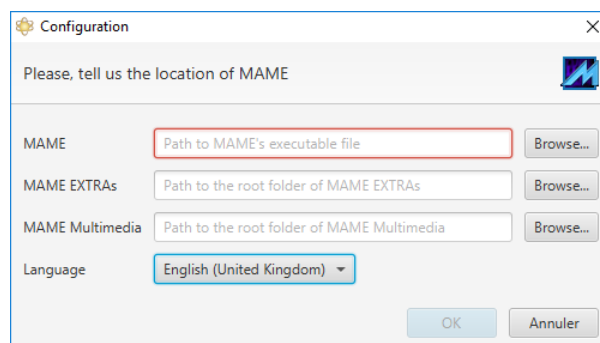 Configuration
Please, tell us the location of MAME
MAME Path to MAME's executable file Browse...
MAME EXTRAs Path to the root folder of MAME EXTRAs Browse...
MAME Multimedia Path to the root folder of MAME Multimedia Browse...
Language English (United Kingdom)
OK Annuler